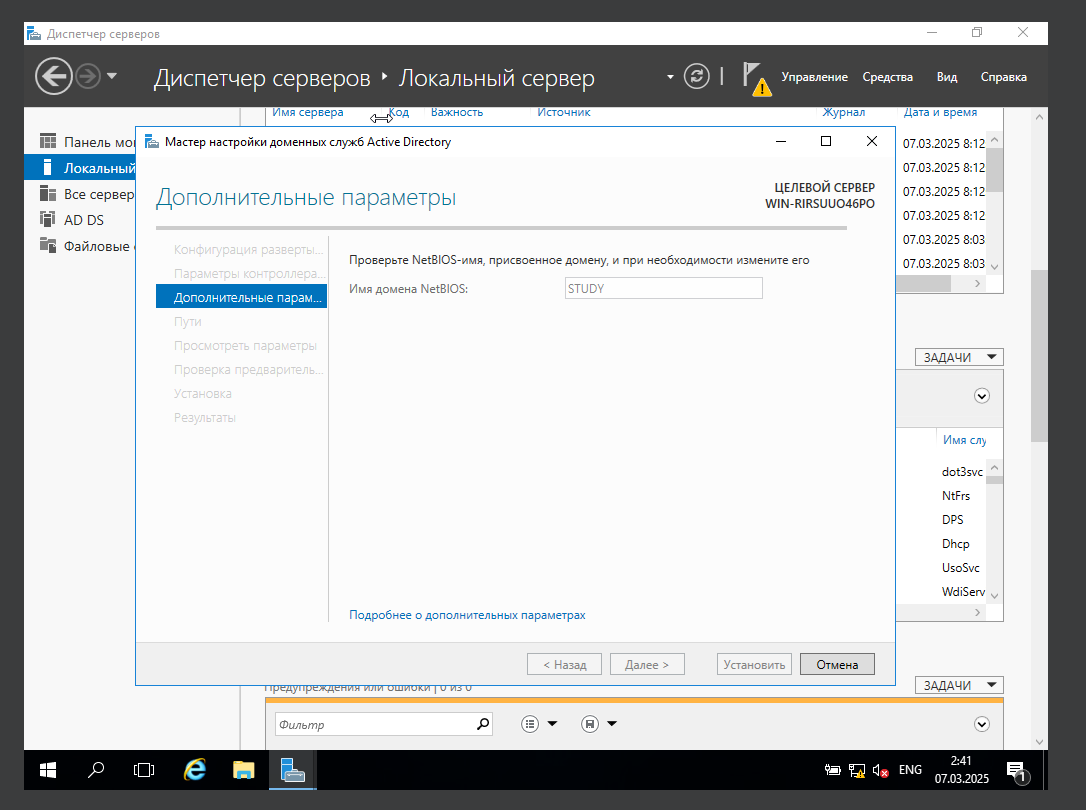 Диспетчер серверов
Диспетчер серверов ‣ Локальный сервер
Управление Средства Вид Справка
Имя сервера Код Важность Источник Журнал Дата и время
Панель мо
Локальный
Все сервер
AD DS
Файловые
Мастер настройки доменных служб Active Directory
Дополнительные параметры
ЦЕЛЕВОЙ СЕРВЕР
WIN-RIRSUUO46PO
Конфигурация разверты...
Параметры контроллера...
Дополнительные парам...
Пути
Просмотреть параметры
Проверка предваритель...
Установка
Результаты
Проверьте NetBIOS-имя, присвоенное домену, и при необходимости измените его
Имя домена NetBIOS: STUDY
Подробнее о дополнительных параметрах
< Назад Далее > Установить Отмена
07.03.2025 8:12
07.03.2025 8:12
07.03.2025 8:12
07.03.2025 8:12
07.03.2025 8:03
07.03.2025 8:03
ЗАДАЧИ
Имя слу
dot3svc
NtFrs
DPS
Dhcp
UsoSvc
WdiServ
Предупреждения или ошибки | 0 из 0
ЗАДАЧИ
Фильтр
ENG
2:41
07.03.2025
1